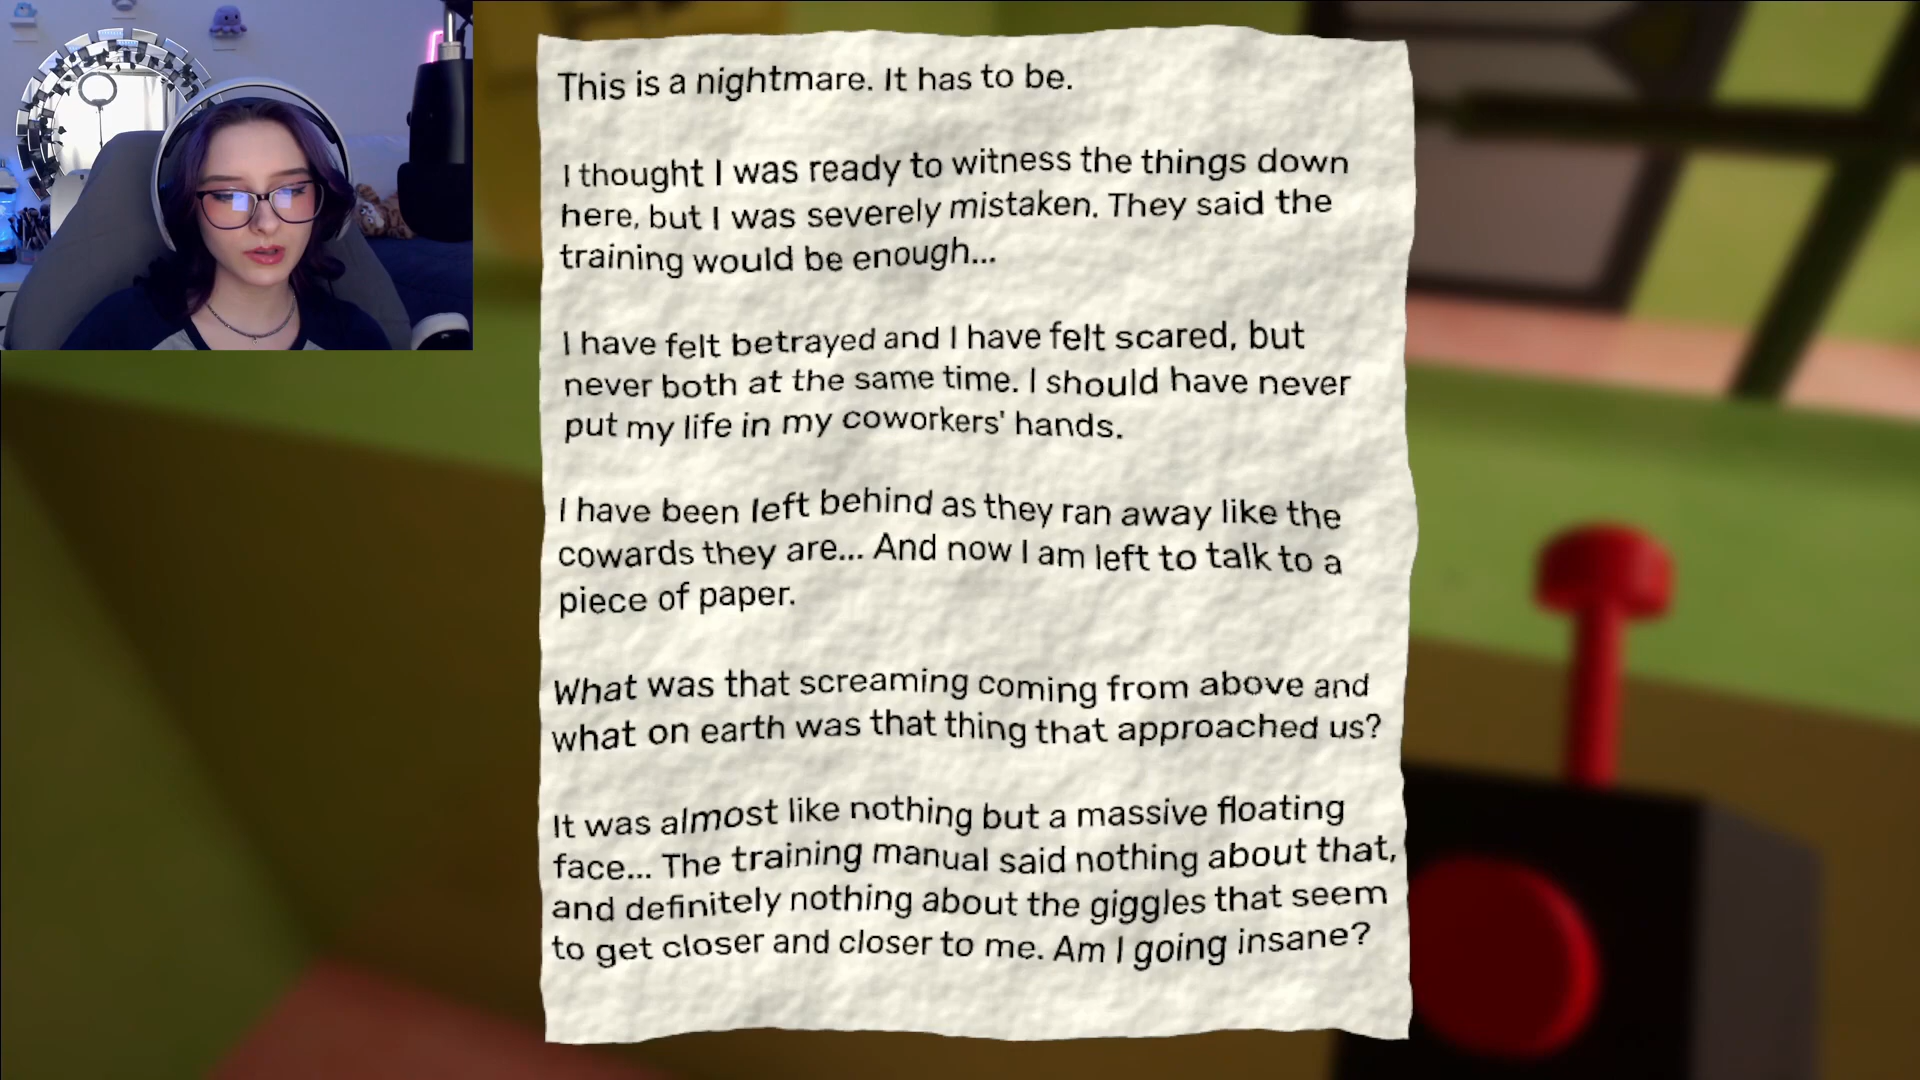 This is a nightmare. It has to be.
I thought I was ready to witness the things down
here, but I was severely mistaken. They said the
training would be enough...
I have felt betrayed and I have felt scared, but
never both at the same time. I should have never
put my life in my coworkers' hands.
I have been left behind as they ran away like the
cowards they are... And now I am left to talk to a
piece of paper.
What was that screaming coming from above and
what on earth was that thing that approached us?
It was almost like nothing but a massive floating
face... The training manual said nothing about that,
and definitely nothing about the giggles that seem
to get closer and closer to me. Am I going insane?